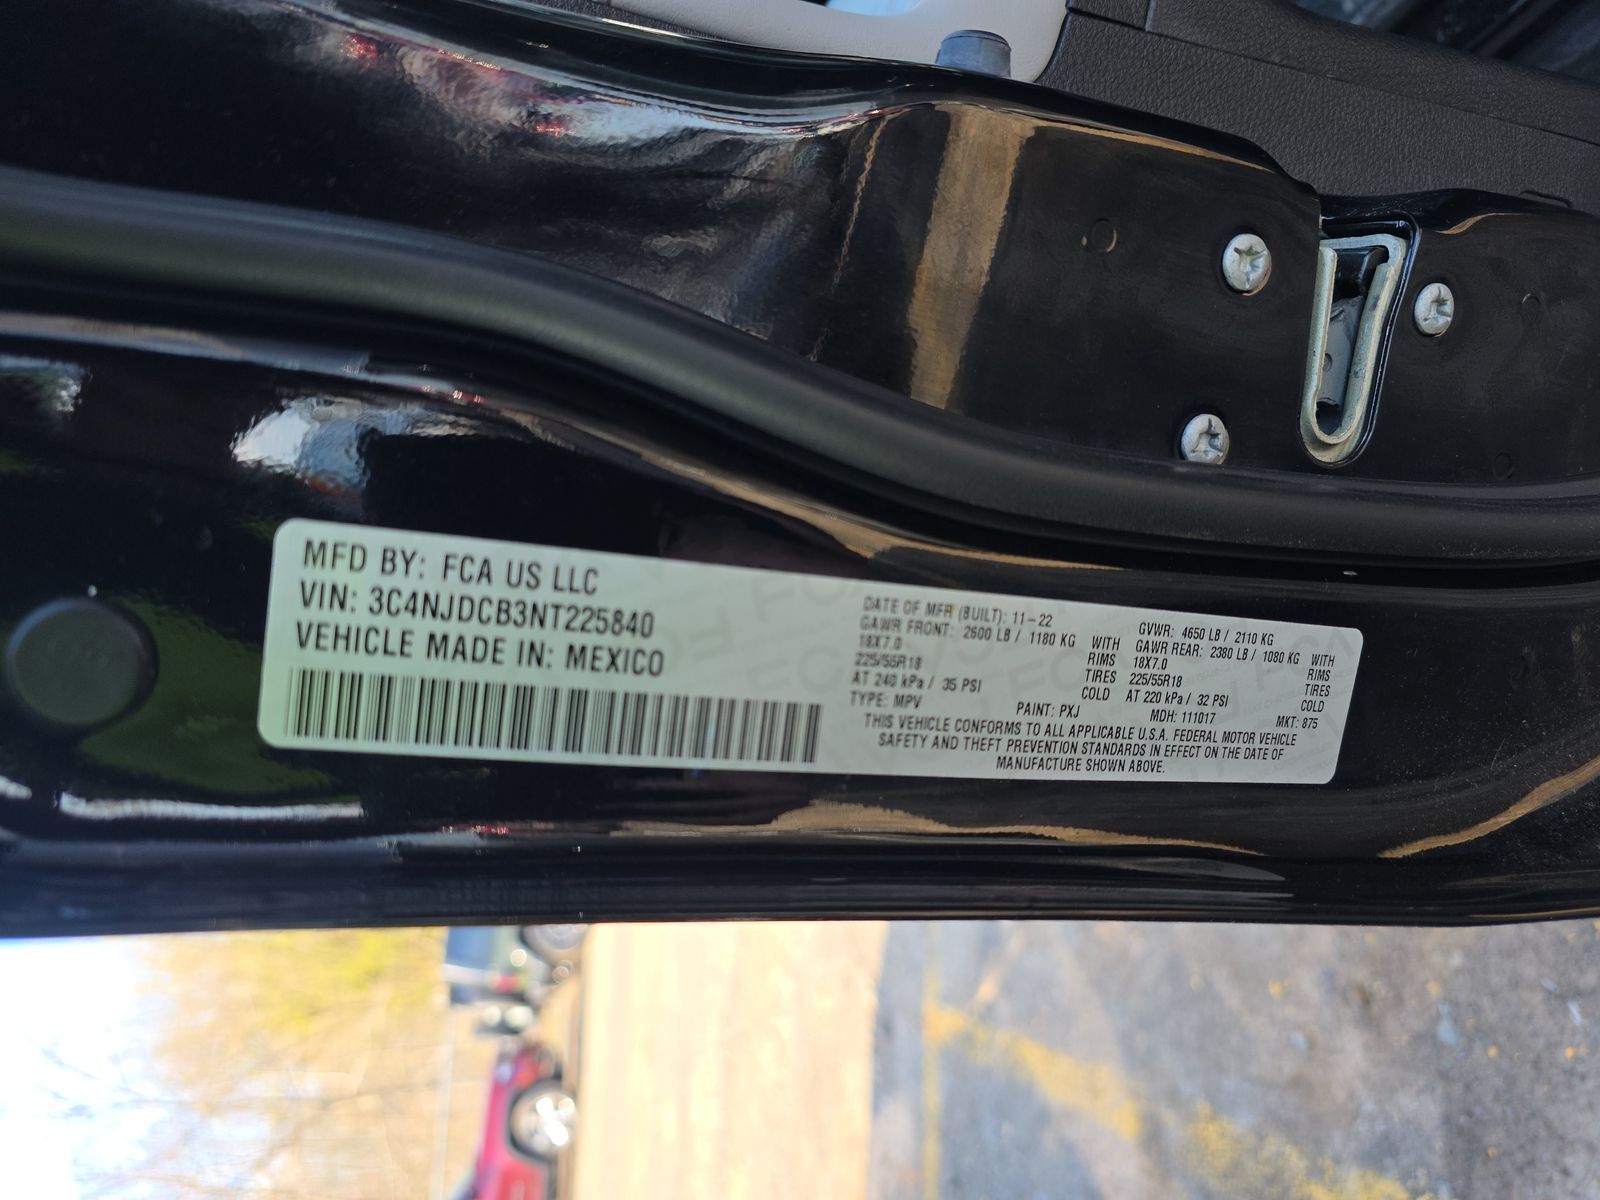 MFD BY: FCA US LLC
VIN: 3C4NJDCB3NT225840
VEHICLE MADE IN: MEXICO
DATE OF MFR (BUILT): 11-22 GVWR: 4650 LB / 2110 KG
GAWR FRONT: 2600 LB / 1180 KG WITH GAWR REAR: 2380 LB / 1080 KG WITH
18X7.0 RIMS 18X7.0 RIMS
225/55R18 TIRES 225/55R18 TIRES
AT 240 kPa / 35 PSI COLD AT 220 kPa / 32 PSI COLD
TYPE: MPV PAINT: PXJ MDH: 111017 MKT: 875
THIS VEHICLE CONFORMS TO ALL APPLICABLE U.S.A. FEDERAL MOTOR VEHICLE
SAFETY AND THEFT PREVENTION STANDARDS IN EFFECT ON THE DATE OF
MANUFACTURE SHOWN ABOVE.